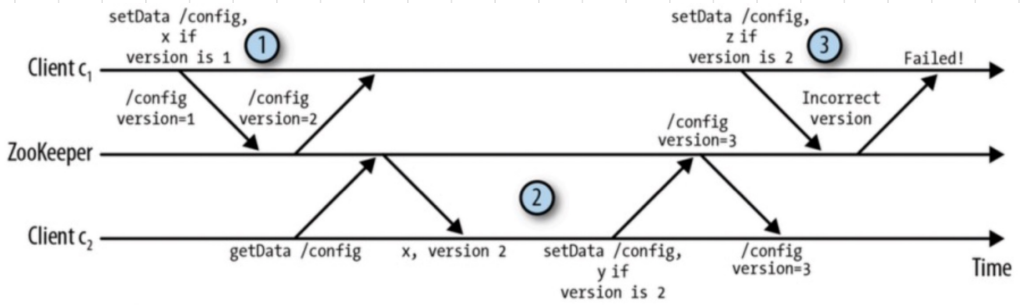 setData /config,
x if
version is 1
1
setData /config,
z if
version is 2
3
Failed!
Client c1
/config
version=1
/config
version=2
Incorrect
version
/config
version=3
ZooKeeper
2
Client c2
getData /config
x, version 2
setData /config,
y if
version is 2
/config
version=3
Time